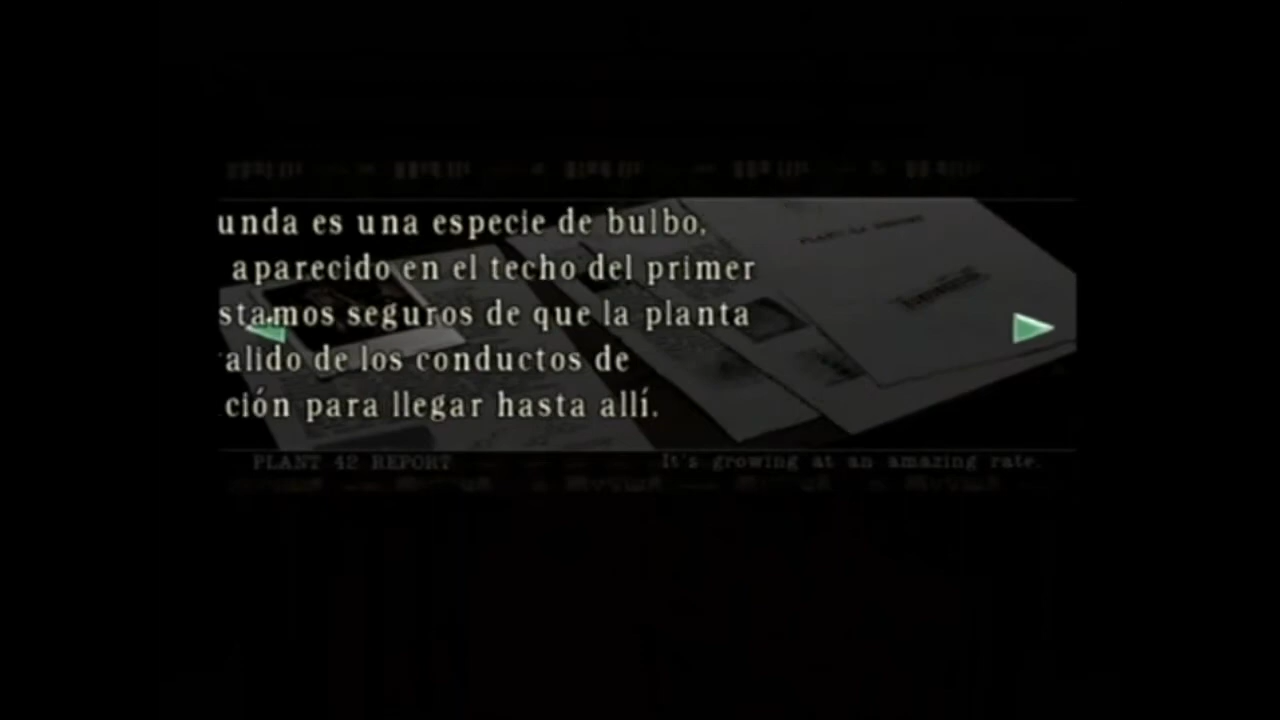 unda es una especie de bulbo,
aparecido en el techo del primer
stamos seguros de que la planta
alido de los conductos de
ción para llegar hasta allí.
PLANT 42 REPORT
It's growing at an amazing rate.